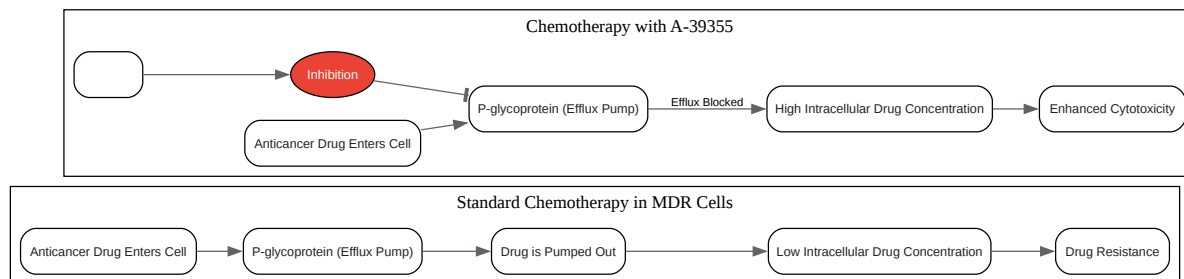 Chemotherapy with A-39355
Inhibition
P-glycoprotein (Efflux Pump)
Efflux Blocked
High Intracellular Drug Concentration
Enhanced Cytotoxicity
Anticancer Drug Enters Cell
Standard Chemotherapy in MDR Cells
Anticancer Drug Enters Cell
P-glycoprotein (Efflux Pump)
Drug is Pumped Out
Low Intracellular Drug Concentration
Drug Resistance